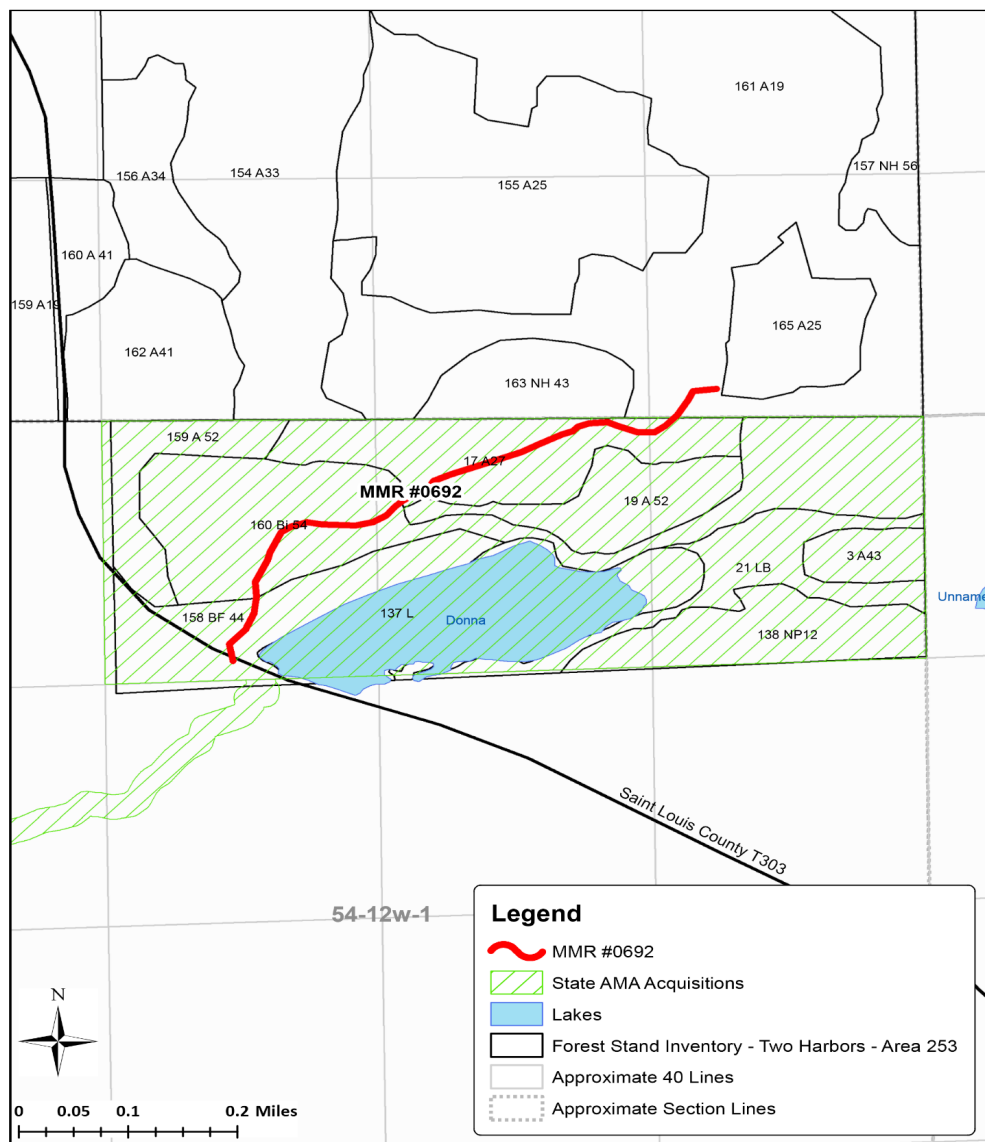 161 A19
157 NH 56
156 A34
154 A33
155 A25
160 A 41
159 A19
165 A25
162 A41
163 NH 43
159 A 52
17 A27
MMR #0692
19 A 52
160 Bi 54
3 A43
21 LB
Unname
158 BF 44
137 L
Donna
138 NP12
Saint Louis County T303
54-12w-1
Legend
MMR #0692
State AMA Acquisitions
Lakes
Forest Stand Inventory - Two Harbors - Area 253
Approximate 40 Lines
Approximate Section Lines
N
0 0.05 0.1 0.2 Miles